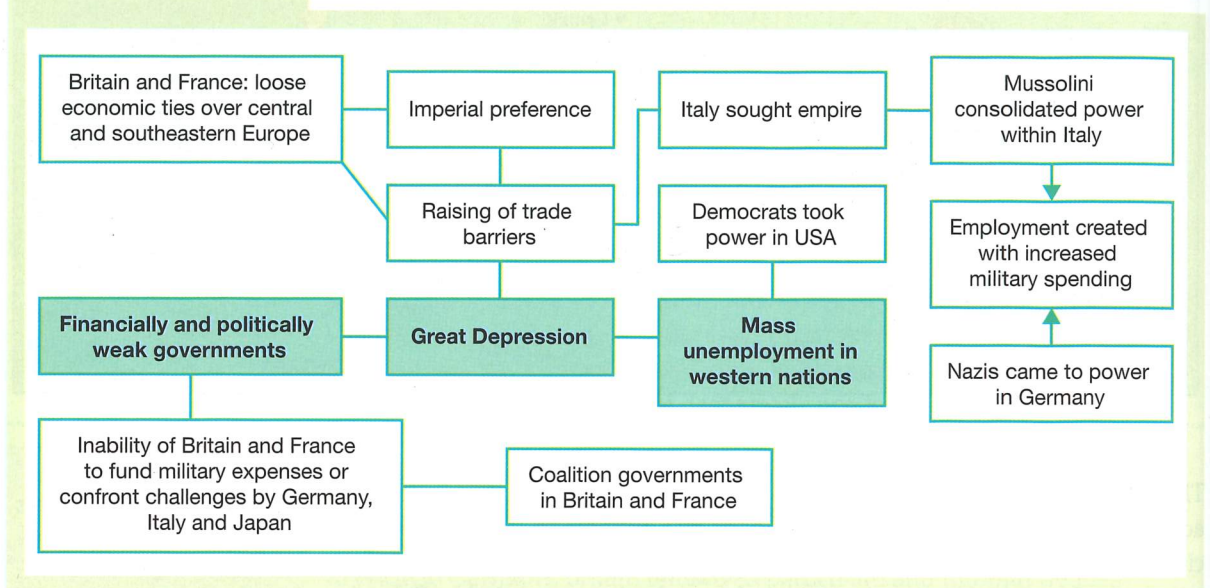 Britain and France: loose
economic ties over central
and southeastern Europe
Imperial preference
Italy sought empire
Mussolini
consolidated power
within Italy
Raising of trade
barriers
Democrats took
power in USA
Employment created
with increased
military spending
Financially and politically
weak governments
Great Depression
Mass
unemployment in
western nations
Nazis came to power
in Germany
Inability of Britain and France
to fund military expenses or
confront challenges by Germany,
Italy and Japan
Coalition governments
in Britain and France